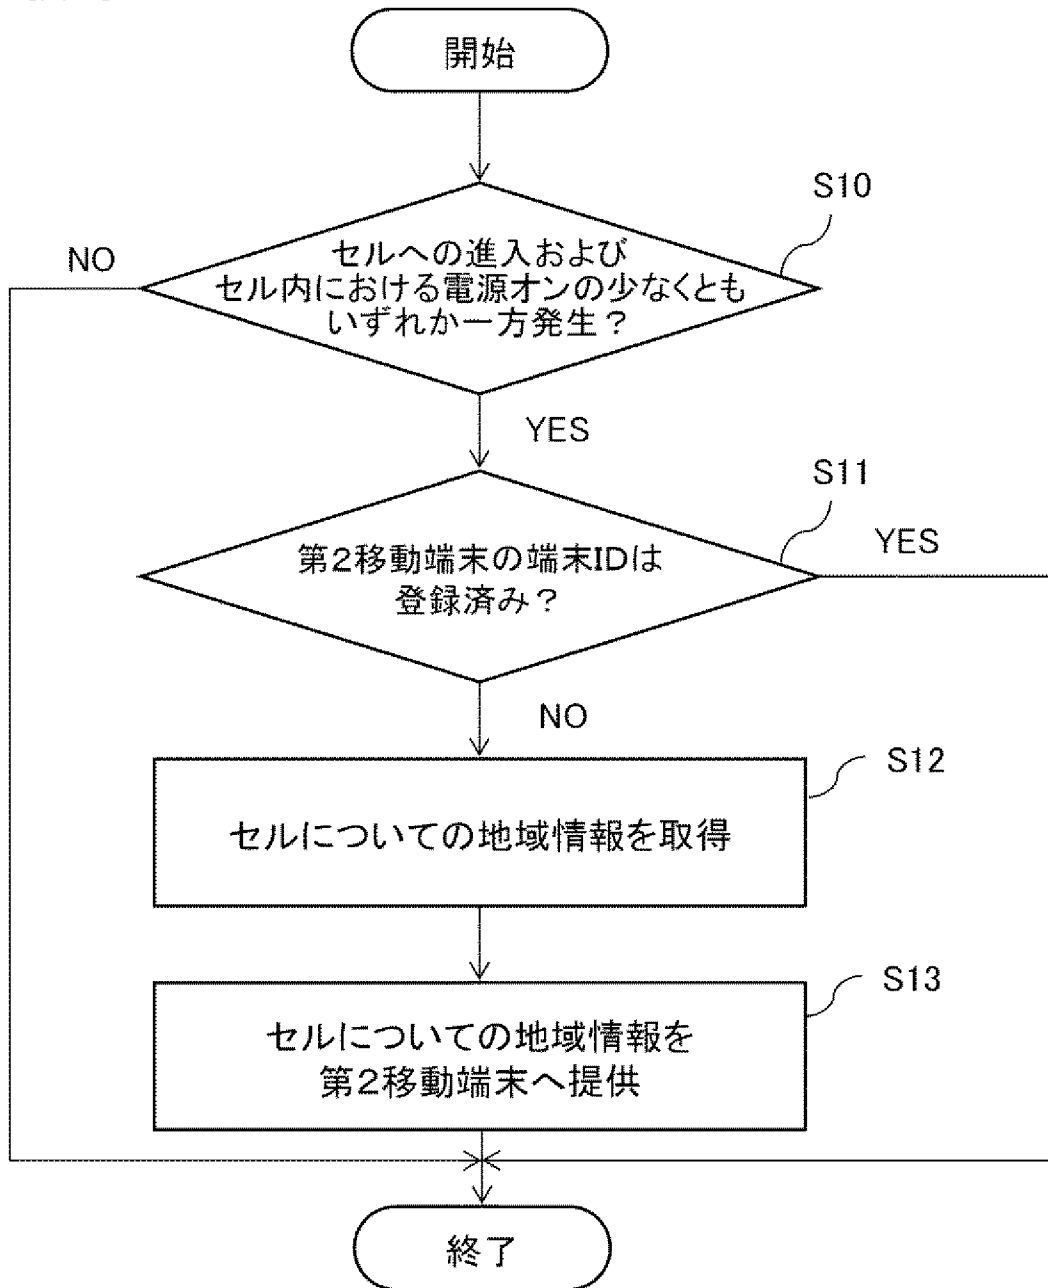 開始
S10
NO
セルへの進入および
セル内における電源オンの少なくとも
いずれか一方発生？
YES
S11
YES
第2移動端末の端末IDは
登録済み？
NO
S12
セルについての地域情報を取得
S13
セルについての地域情報を
第2移動端末へ提供
終了